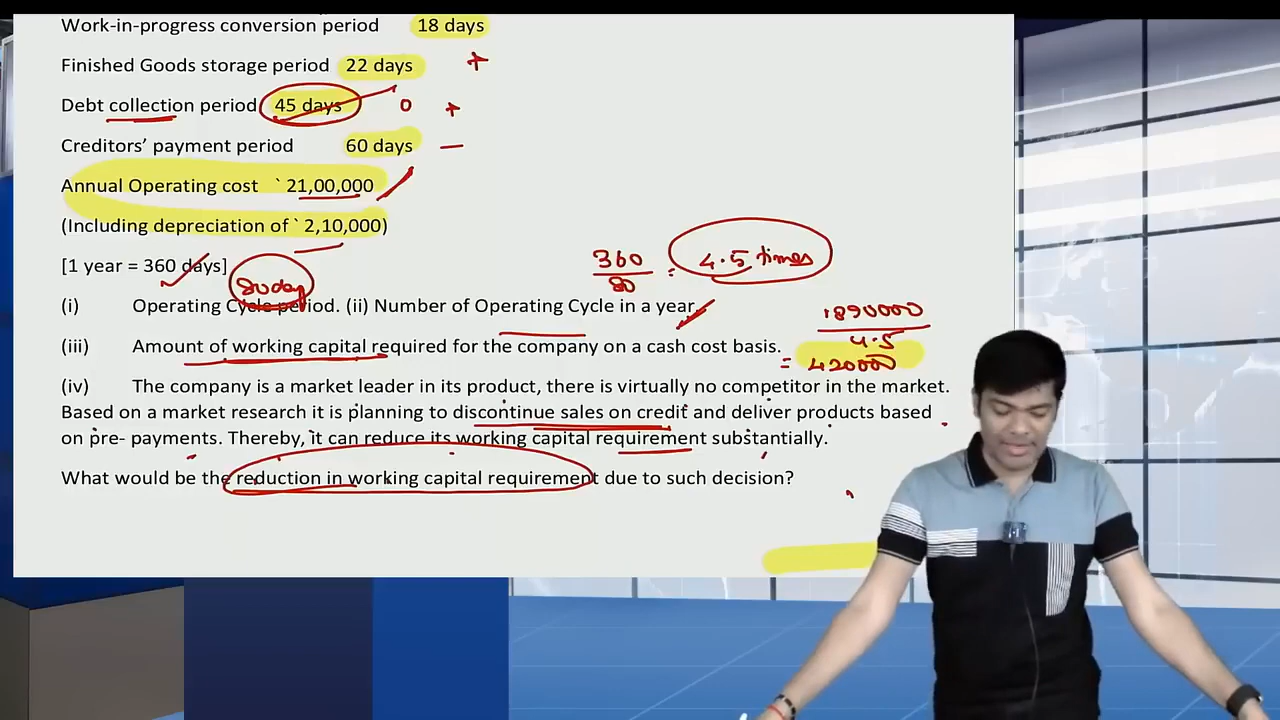 Work-in-progress conversion period 18 days
Finished Goods storage period 22 days +
Debt collection period 45 days 0 +
Creditors’ payment period 60 days —
Annual Operating cost ` 21,00,000
(Including depreciation of ` 2,10,000)
[1 year = 360 days]
360
80
= 4.5 times
80 day
(i) Operating Cycle period. (ii) Number of Operating Cycle in a year.
1890000
4.5
= 420000
(iii) Amount of working capital required for the company on a cash cost basis.
(iv) The company is a market leader in its product, there is virtually no competitor in the market.
Based on a market research it is planning to discontinue sales on credit and deliver products based
on pre- payments. Thereby, it can reduce its working capital requirement substantially.
What would be the reduction in working capital requirement due to such decision?